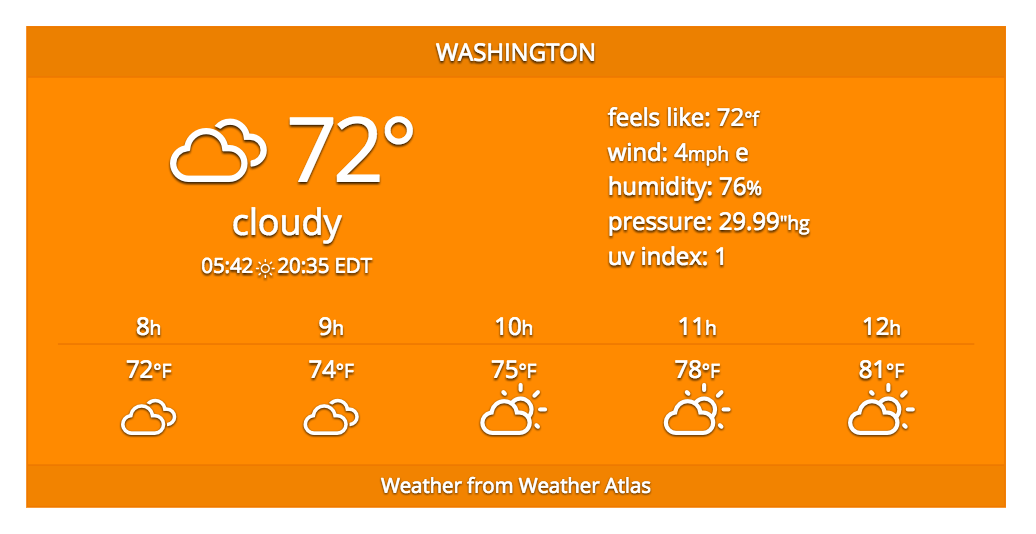 WASHINGTON
72°
cloudy
05:42 20:35 EDT
feels like: 72°f
wind: 4mph e
humidity: 76%
pressure: 29.99"hg
uv index: 1
8h 9h 10h 11h 12h
72°F 74°F 75°F 78°F 81°F
Weather from Weather Atlas